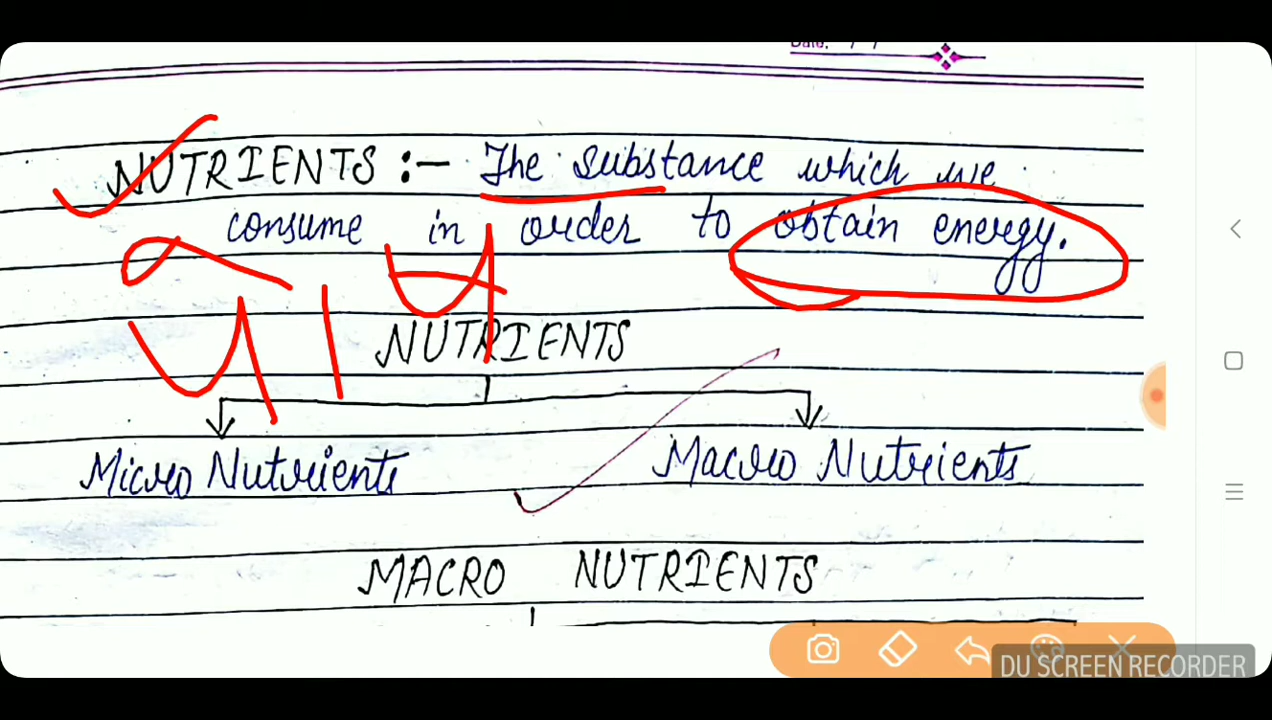 Date. / /
NUTRIENTS :- The substance which we
consume in order to obtain energy.
NUTRIENTS
Micro Nutrients Macro Nutrients
MACRO NUTRIENTS
DU SCREEN RECORDER